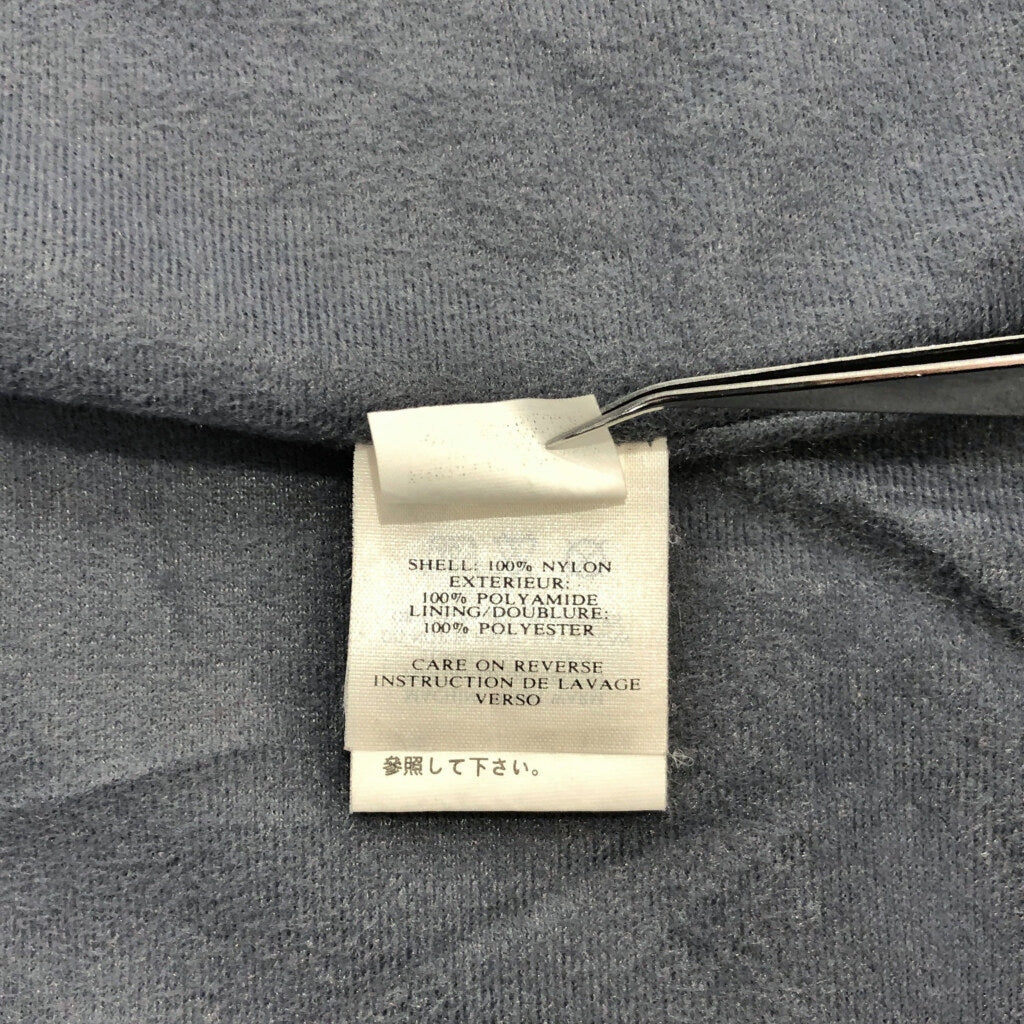 SHELL: 100% NYLON
EXTERIEUR:
100% POLYAMIDE
LINING/DOUBLURE:
100% POLYESTER
CARE ON REVERSE
INSTRUCTION DE LAVAGE
VERSO
参照して下さい。